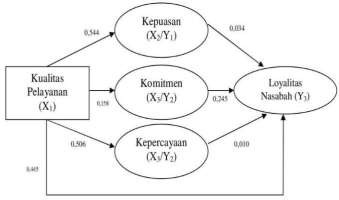 Kepuasan
(X₂/Y₁)
0,544
0,034
Kualitas
Pelayanan
(X₁)
0,158
Komitmen
(X₃/Y₂)
0,245
Loyalitas
Nasabah (Y₃)
0,506
Kepercayaan
(X₃/Y₂)
0,010
0,445